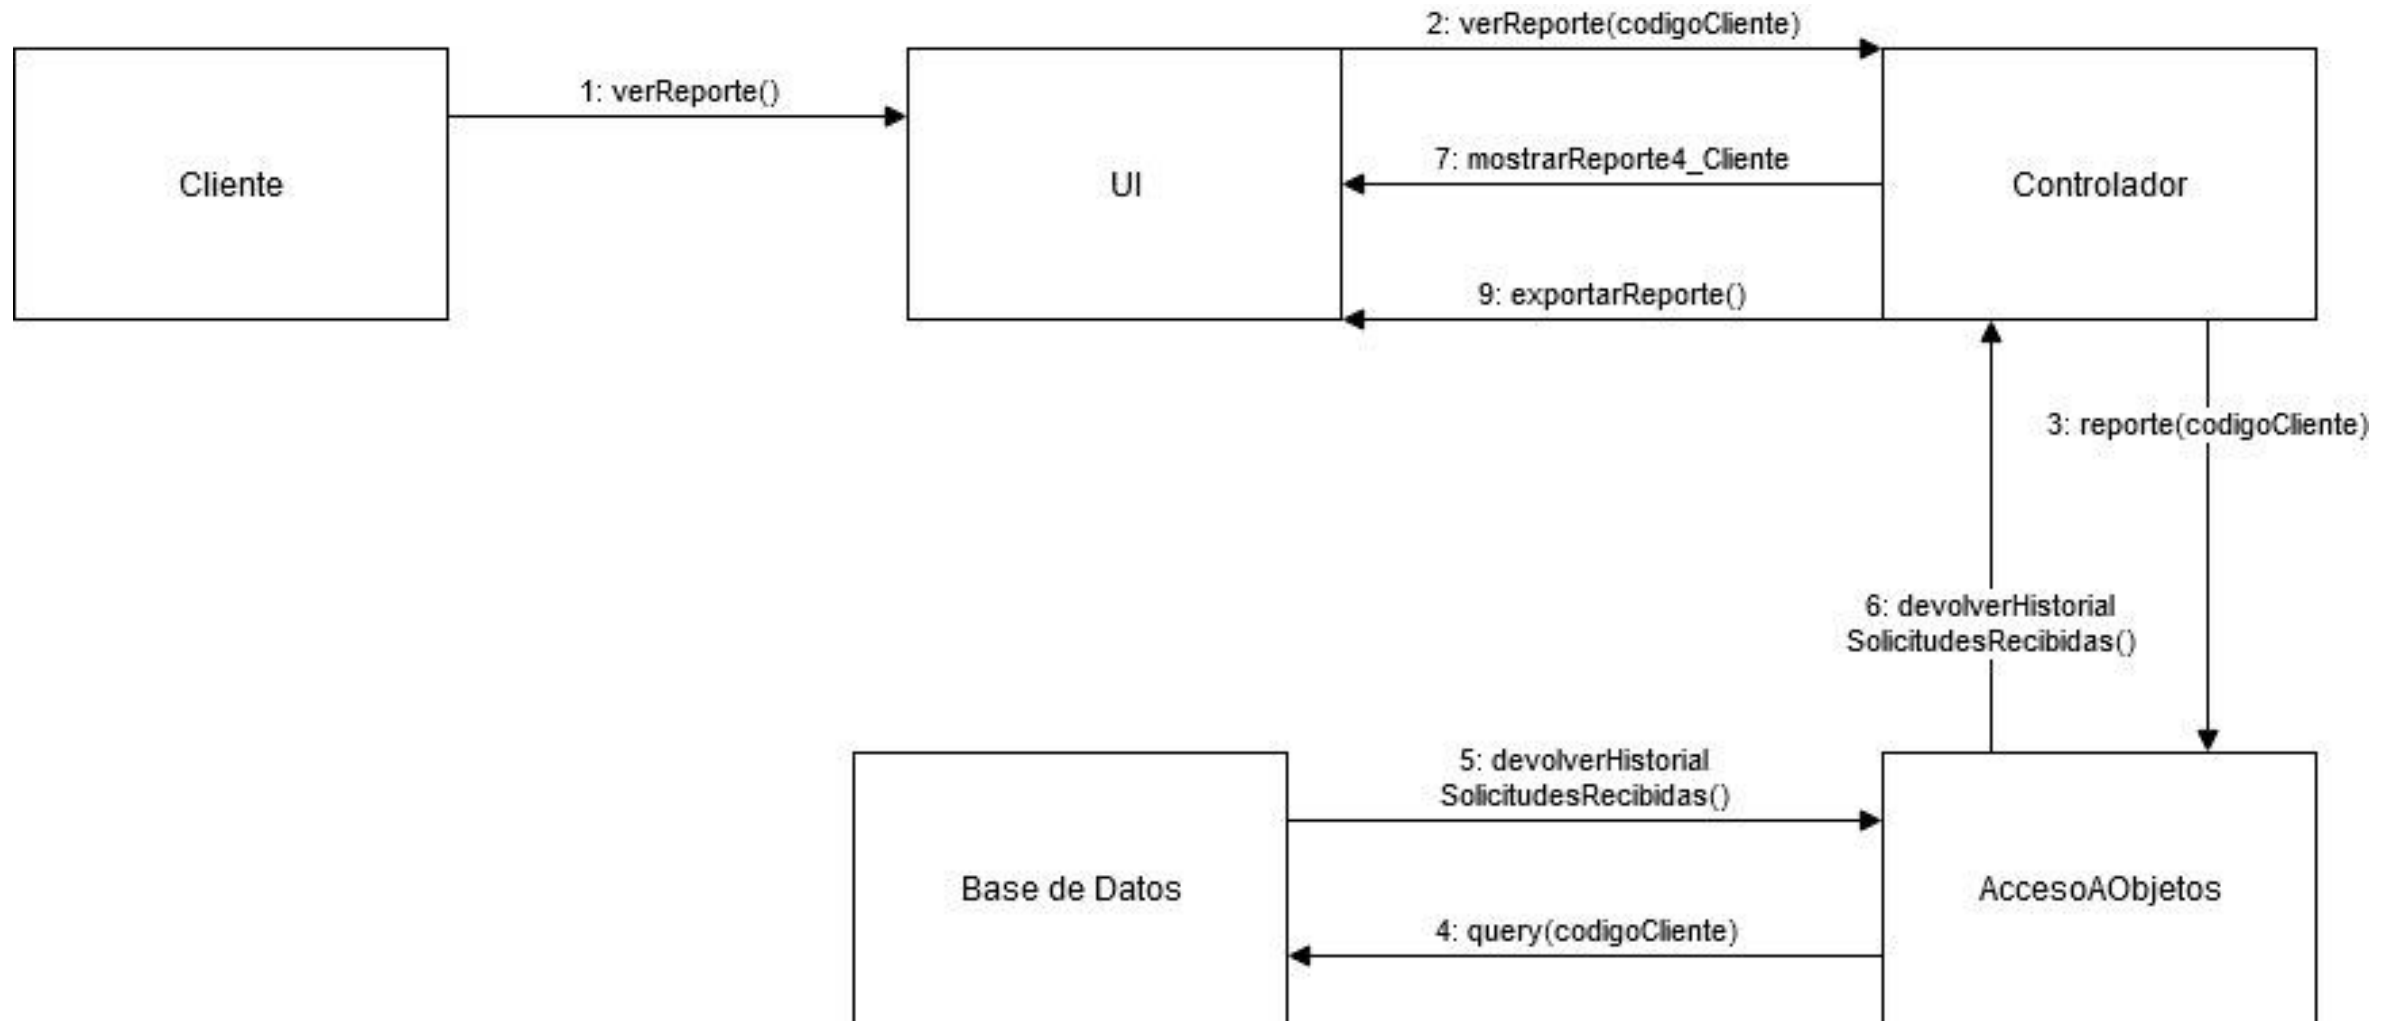 2: verReporte(codigoCliente)
1: verReporte()
7: mostrarReporte4_Cliente
Cliente
UI
Controlador
9: exportarReporte()
3: reporte(codigoCliente)
6: devolverHistorial
SolicitudesRecibidas()
5: devolverHistorial
SolicitudesRecibidas()
Base de Datos
AccesoAObjetos
4: query(codigoCliente)